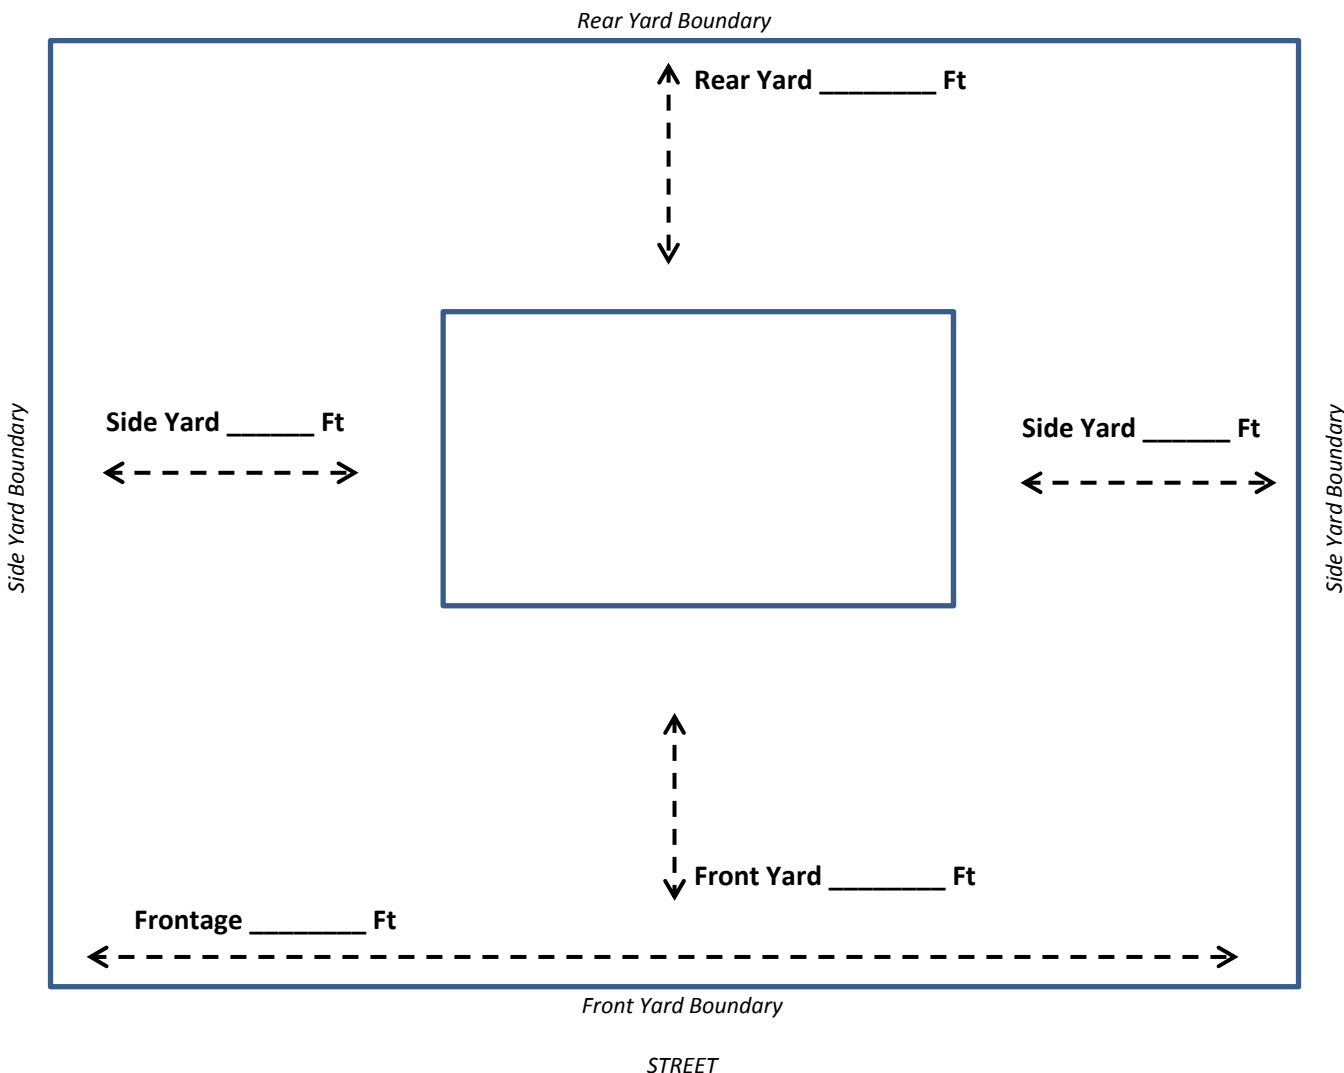 Rear Yard Boundary
Rear Yard ________ Ft
Side Yard Boundary
Side Yard ______ Ft
Side Yard ______ Ft
Side Yard Boundary
Front Yard ________ Ft
Frontage ________ Ft
Front Yard Boundary
STREET